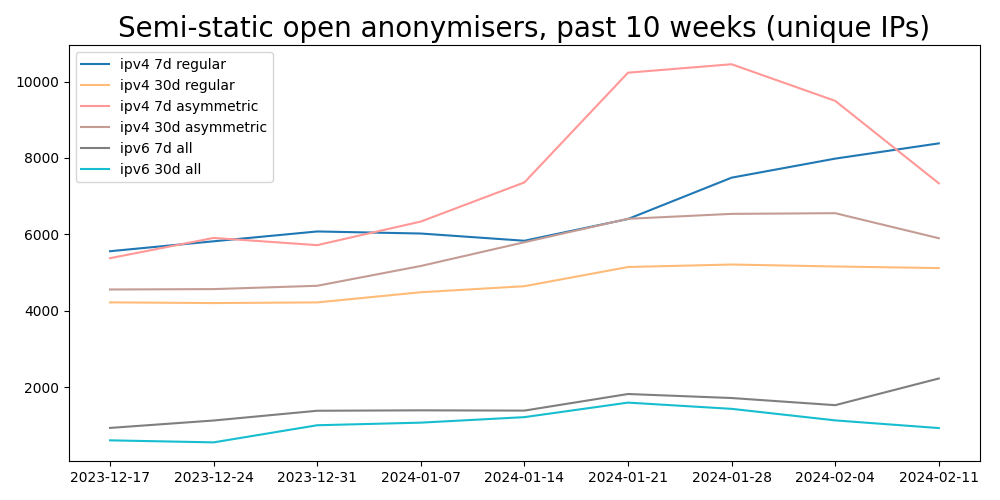 Semi-static open anonymisers, past 10 weeks (unique IPs)
ipv4 7d regular
ipv4 30d regular
ipv4 7d asymmetric
ipv4 30d asymmetric
ipv6 7d all
ipv6 30d all
10000
8000
6000
4000
2000
2023-12-17 2023-12-24 2023-12-31 2024-01-07 2024-01-14 2024-01-21 2024-01-28 2024-02-04 2024-02-11